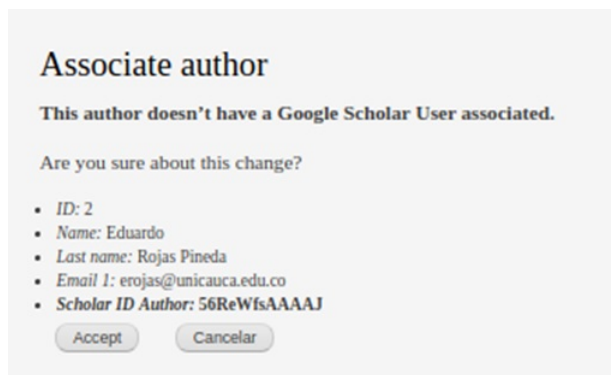 Associate author
This author doesn’t have a Google Scholar User associated.
Are you sure about this change?
ID: 2
Name: Eduardo
Last name: Rojas Pineda
Email 1: erojas@unicauca.edu.co
Scholar ID Author: 56ReWfsAAAAJ
Accept Cancelar